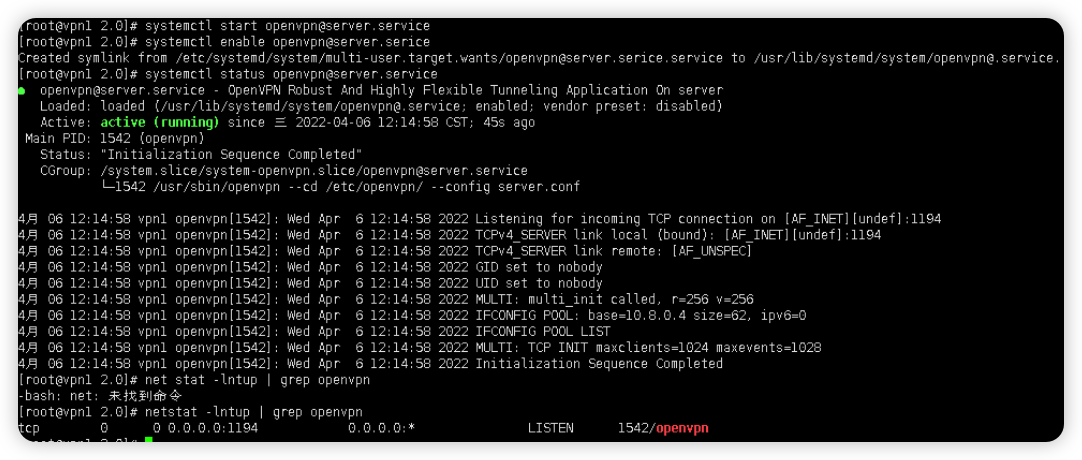 [root@vpn1 2.0]# systemctl start openvpn@server.service
[root@vpn1 2.0]# systemctl enable openvpn@server.serice
Created symlink from /etc/systemd/system/multi-user.target.wants/openvpn@server.serice.service to /usr/lib/systemd/system/openvpn@.service.
[root@vpn1 2.0]# systemctl status openvpn@server.service
● openvpn@server.service - OpenVPN Robust And Highly Flexible Tunneling Application On server
Loaded: loaded (/usr/lib/systemd/system/openvpn@.service; enabled; vendor preset: disabled)
Active: active (running) since 三 2022-04-06 12:14:58 CST; 45s ago
Main PID: 1542 (openvpn)
Status: "Initialization Sequence Completed"
CGroup: /system.slice/system-openvpn.slice/openvpn@server.service
└─1542 /usr/sbin/openvpn --cd /etc/openvpn/ --config server.conf
4月 06 12:14:58 vpn1 openvpn[1542]: Wed Apr  6 12:14:58 2022 Listening for incoming TCP connection on [AF_INET][undef]:1194
4月 06 12:14:58 vpn1 openvpn[1542]: Wed Apr  6 12:14:58 2022 TCPv4_SERVER link local (bound): [AF_INET][undef]:1194
4月 06 12:14:58 vpn1 openvpn[1542]: Wed Apr  6 12:14:58 2022 TCPv4_SERVER link remote: [AF_UNSPEC]
4月 06 12:14:58 vpn1 openvpn[1542]: Wed Apr  6 12:14:58 2022 GID set to nobody
4月 06 12:14:58 vpn1 openvpn[1542]: Wed Apr  6 12:14:58 2022 UID set to nobody
4月 06 12:14:58 vpn1 openvpn[1542]: Wed Apr  6 12:14:58 2022 MULTI: multi_init called, r=256 v=256
4月 06 12:14:58 vpn1 openvpn[1542]: Wed Apr  6 12:14:58 2022 IFCONFIG POOL: base=10.8.0.4 size=62, ipv6=0
4月 06 12:14:58 vpn1 openvpn[1542]: Wed Apr  6 12:14:58 2022 IFCONFIG POOL LIST
4月 06 12:14:58 vpn1 openvpn[1542]: Wed Apr  6 12:14:58 2022 MULTI: TCP INIT maxclients=1024 maxevents=1028
4月 06 12:14:58 vpn1 openvpn[1542]: Wed Apr  6 12:14:58 2022 Initialization Sequence Completed
[root@vpn1 2.0]# net stat -lntup | grep openvpn
-bash: net: 未找到命令
[root@vpn1 2.0]# netstat -lntup | grep openvpn
tcp        0      0 0.0.0.0:1194            0.0.0.0:*               LISTEN      1542/openvpn
[root@vpn1 2.0]#